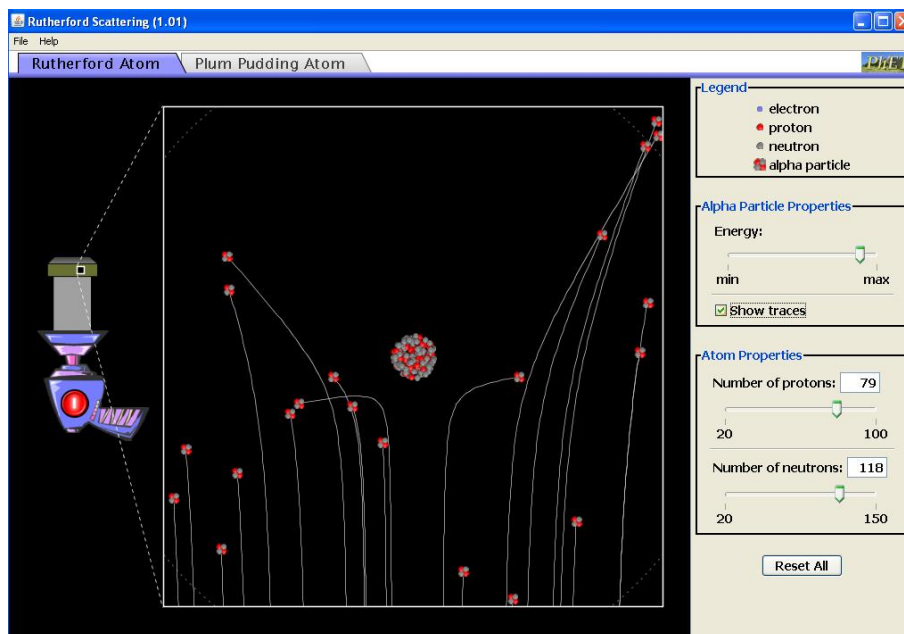 Rutherford Scattering (1.01)
File Help
Rutherford Atom Plum Pudding Atom
PhET
Legend
electron
proton
neutron
alpha particle
Alpha Particle Properties
Energy:
min max
Show traces
Atom Properties
Number of protons: 79
20 100
Number of neutrons: 118
20 150
Reset All